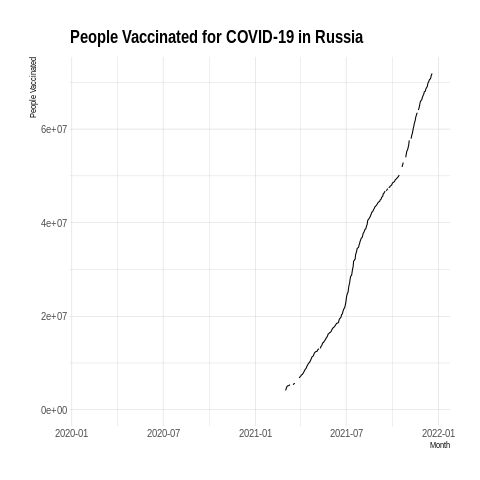 People Vaccinated for COVID-19 in Russia
People Vaccinated
6e+07
4e+07
2e+07
0e+00
2020-01 2020-07 2021-01 2021-07 2022-01
Month